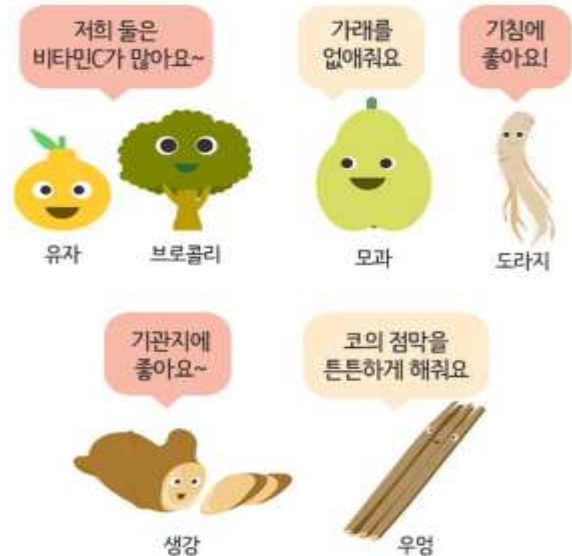 저희 둘은
비타민C가 많아요~
가래를
없애줘요
기침에
좋아요!
유자
브로콜리
모과
도라지
기관지에
좋아요~
코의 점막을
튼튼하게 해줘요
생강
우엉